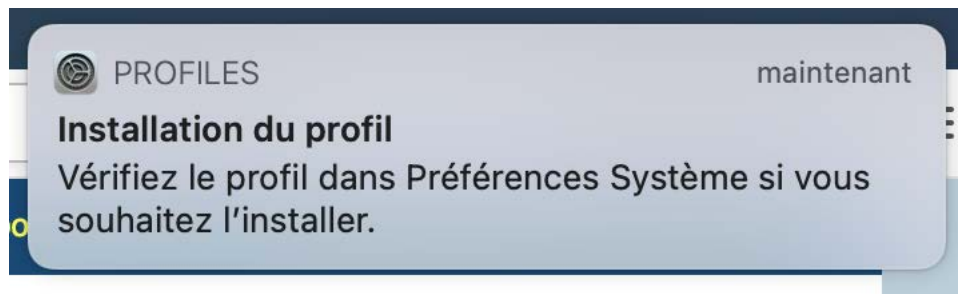 PROFILES
maintenant
Installation du profil
Vérifiez le profil dans Préférences Système si vous
souhaitez l’installer.